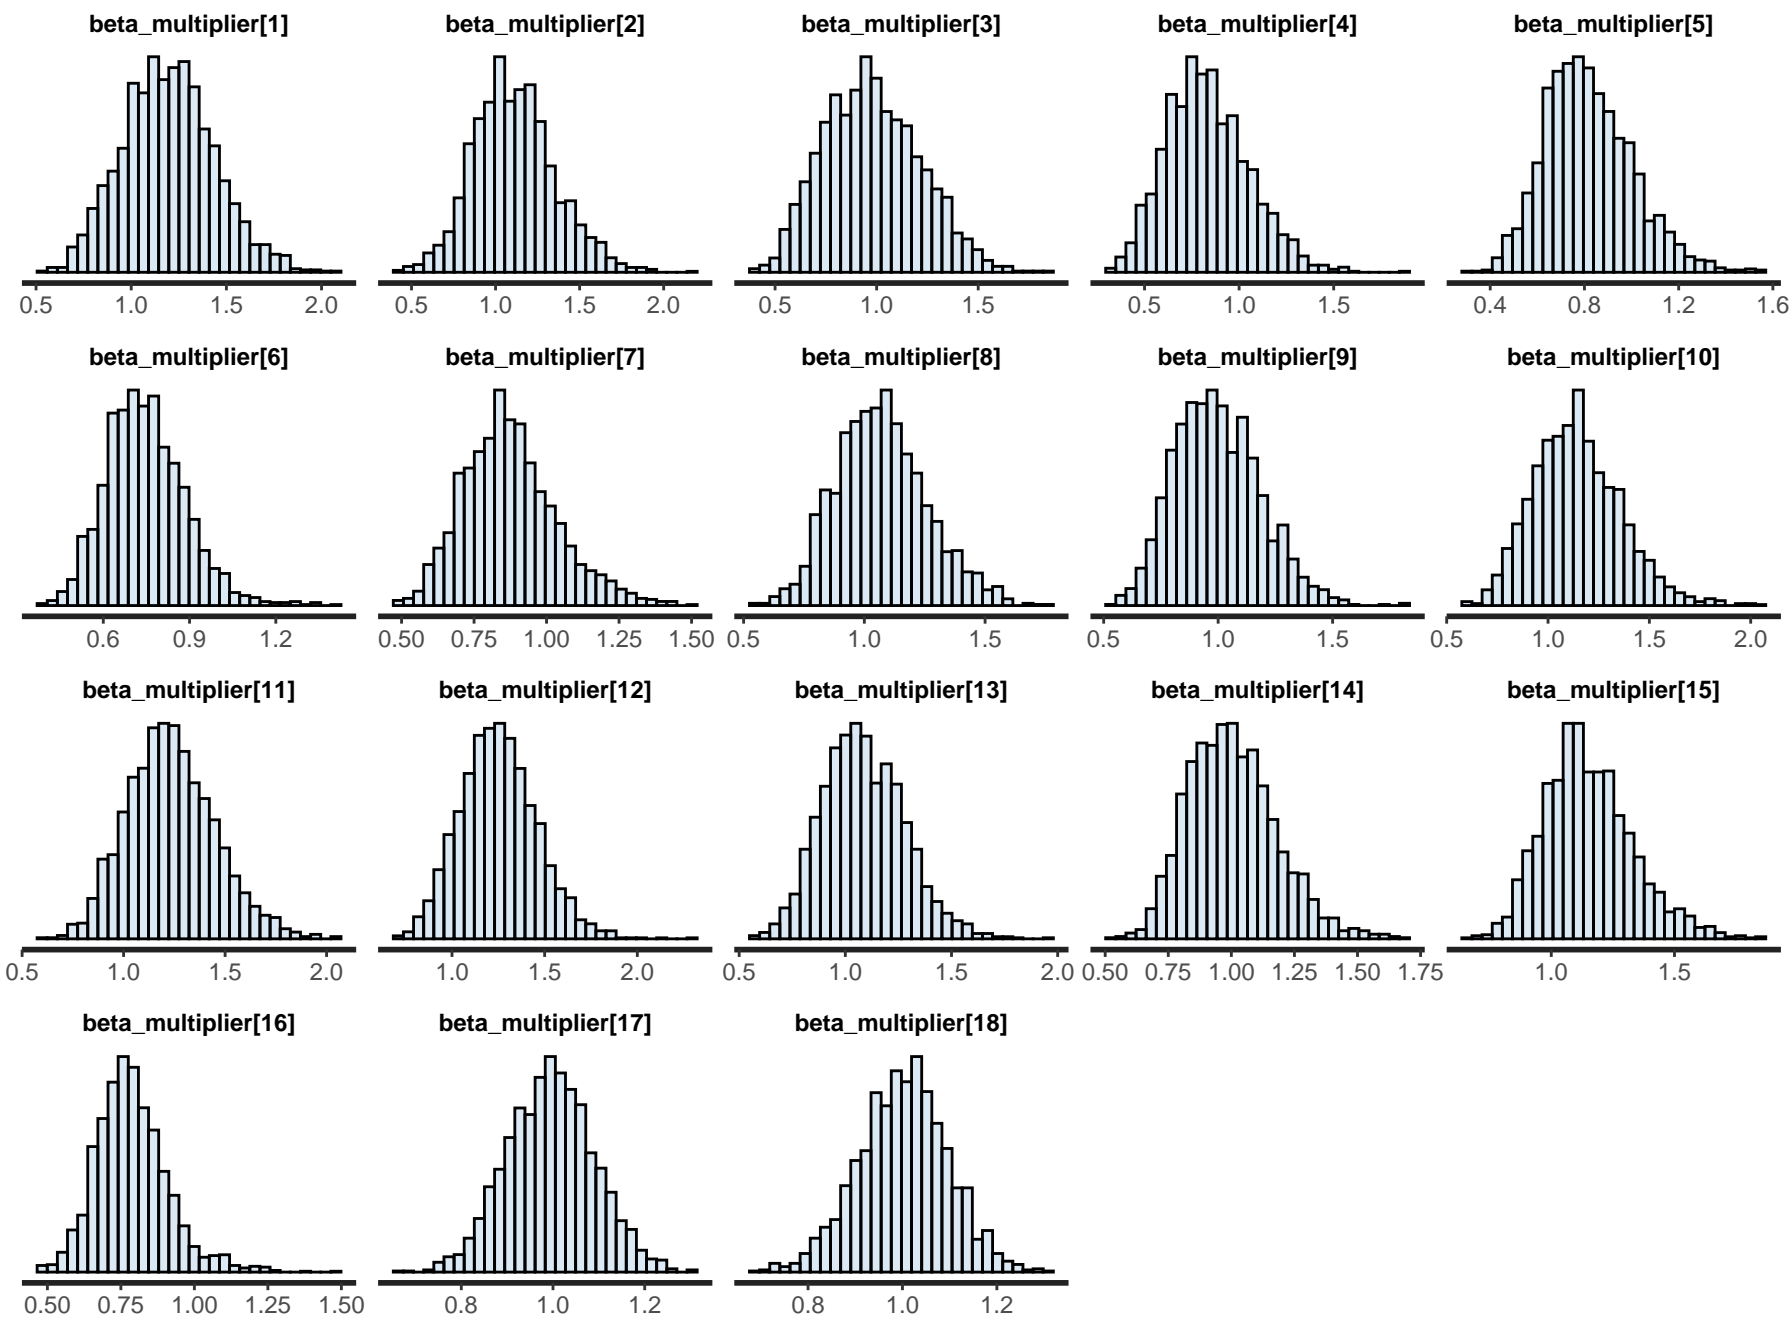 beta_multiplier[1] beta_multiplier[2] beta_multiplier[3] beta_multiplier[4] beta_multiplier[5]
0.5 1.0 1.5 2.0 0.5 1.0 1.5 2.0 0.5 1.0 1.5 0.5 1.0 1.5 0.4 0.8 1.2 1.6
beta_multiplier[6] beta_multiplier[7] beta_multiplier[8] beta_multiplier[9] beta_multiplier[10]
0.6 0.9 1.2 0.50 0.75 1.00 1.25 1.50 0.5 1.0 1.5 0.5 1.0 1.5 0.5 1.0 1.5 2.0
beta_multiplier[11] beta_multiplier[12] beta_multiplier[13] beta_multiplier[14] beta_multiplier[15]
0.5 1.0 1.5 2.0 1.0 1.5 2.0 0.5 1.0 1.5 2.0 0.50 0.75 1.00 1.25 1.50 1.75 1.0 1.5
beta_multiplier[16] beta_multiplier[17] beta_multiplier[18]
0.50 0.75 1.00 1.25 1.50 0.8 1.0 1.2 0.8 1.0 1.2